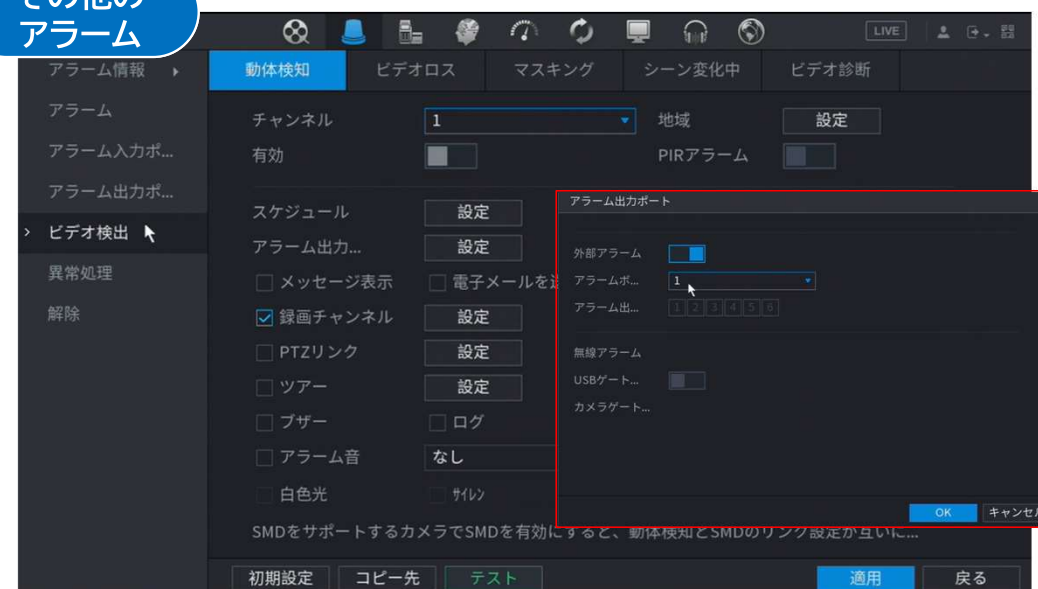 その他の
アラーム
LIVE
アラーム情報
動体検知
ビデオロス
マスキング
シーン変化中
ビデオ診断
アラーム
アラーム入力ポ...
アラーム出力ポ...
ビデオ検出
異常処理
解除
チャンネル
1
地域
設定
有効
PIRアラーム
スケジュール
設定
アラーム出力...
設定
メッセージ表示
電子メールを
録画チャンネル
設定
PTZリンク
設定
ツアー
設定
ブザー
ログ
アラーム音
なし
白色光
サイレン
SMDをサポートするカメラでSMDを有効にすると、動体検知とSMDのリンク設定が互いに...
初期設定
コピー先
テスト
適用
戻る
アラーム出力ポート
外部アラーム
アラームポ...
1
アラーム出...
1 2 3 4 5 6
無線アラーム
USBゲート...
カメラゲート...
OK
キャンセル